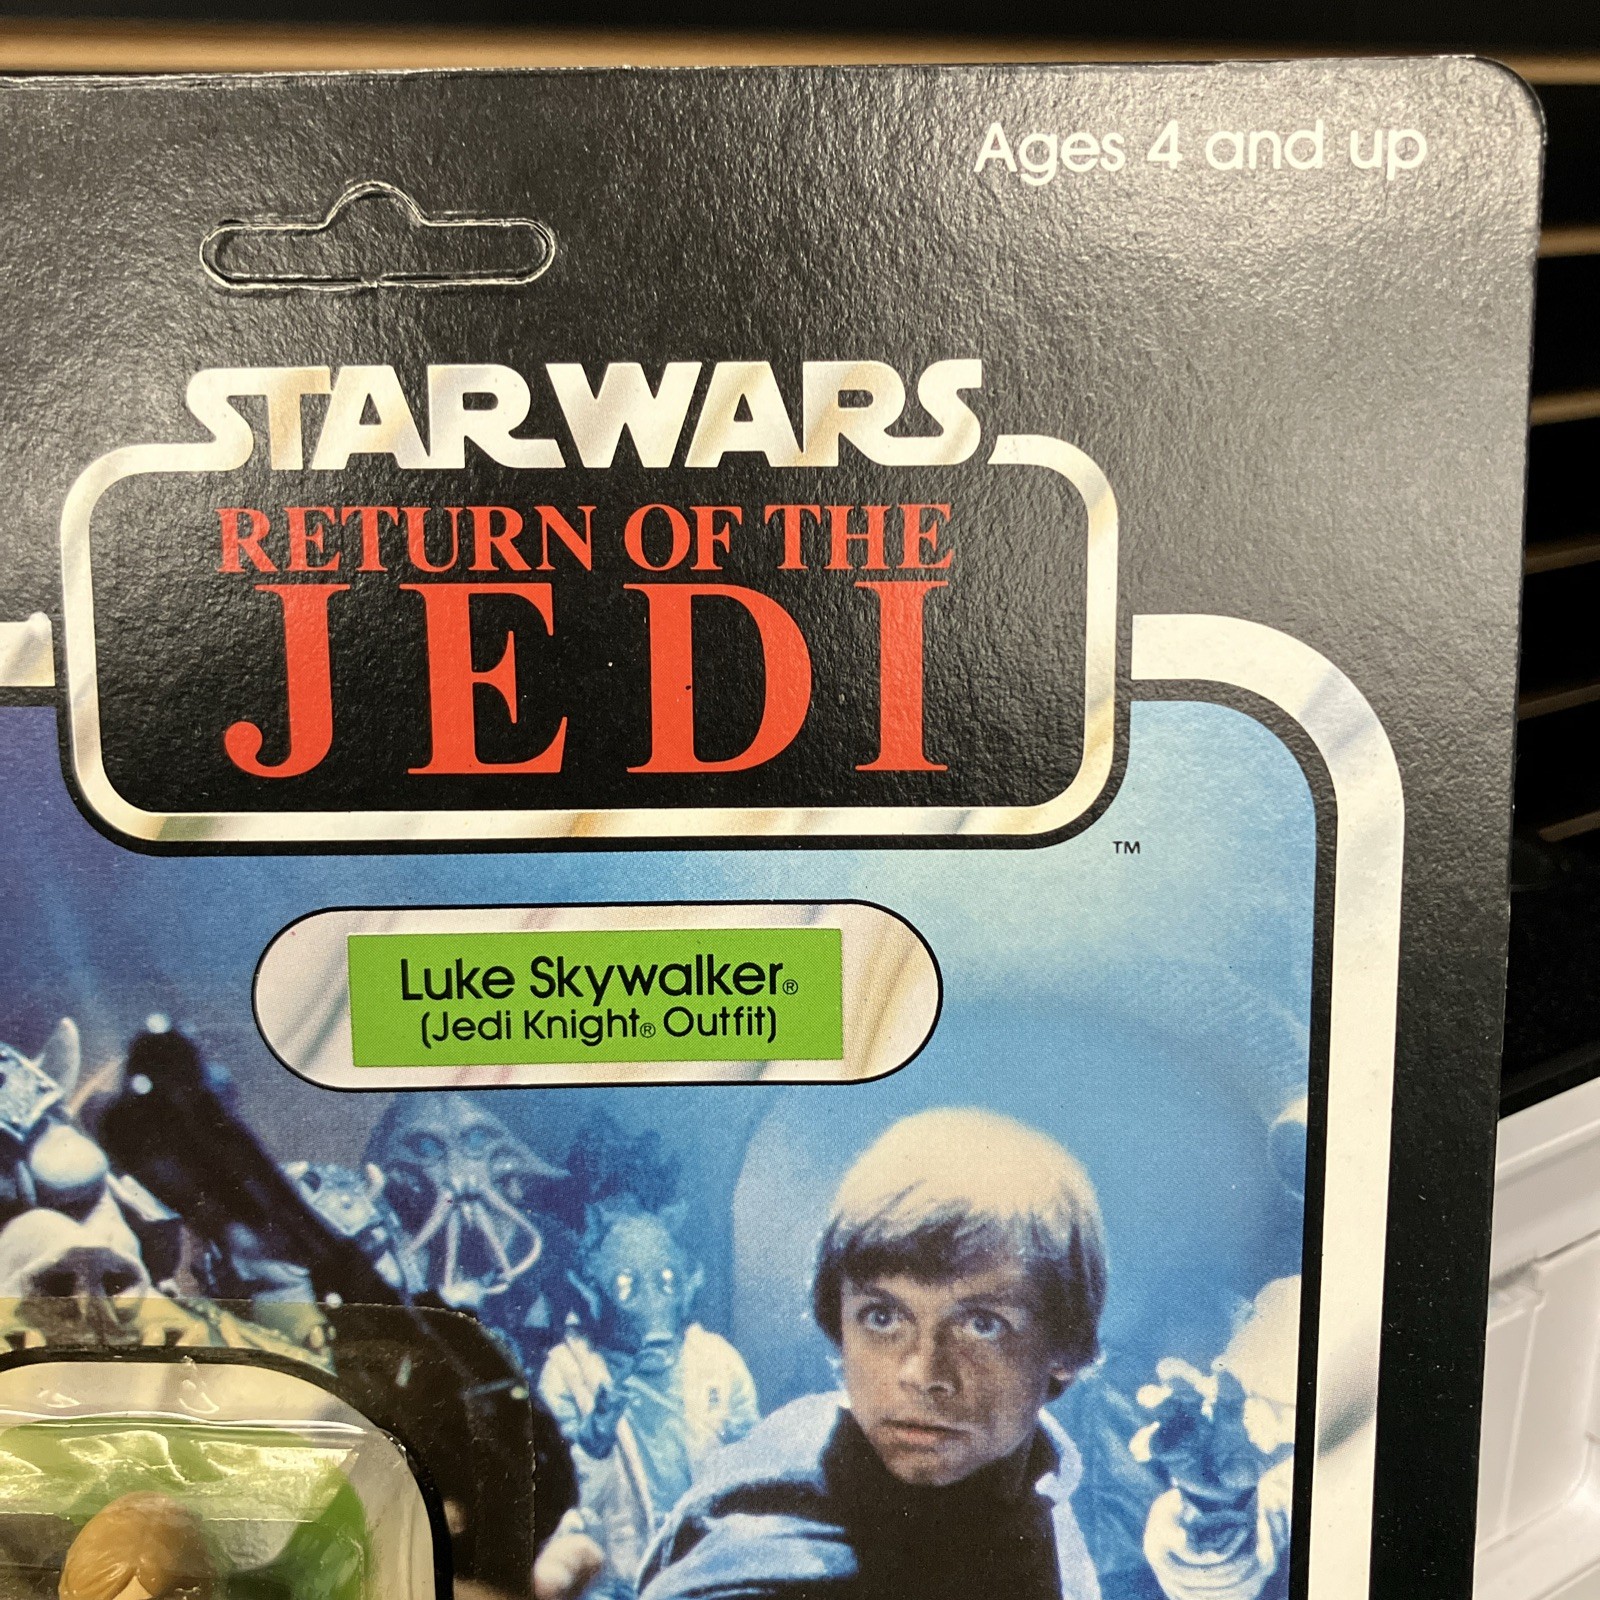 Ages 4 and up
STAR WARS
RETURN OF THE
JEDI
TM
Luke Skywalker®
(Jedi Knight® Outfit)